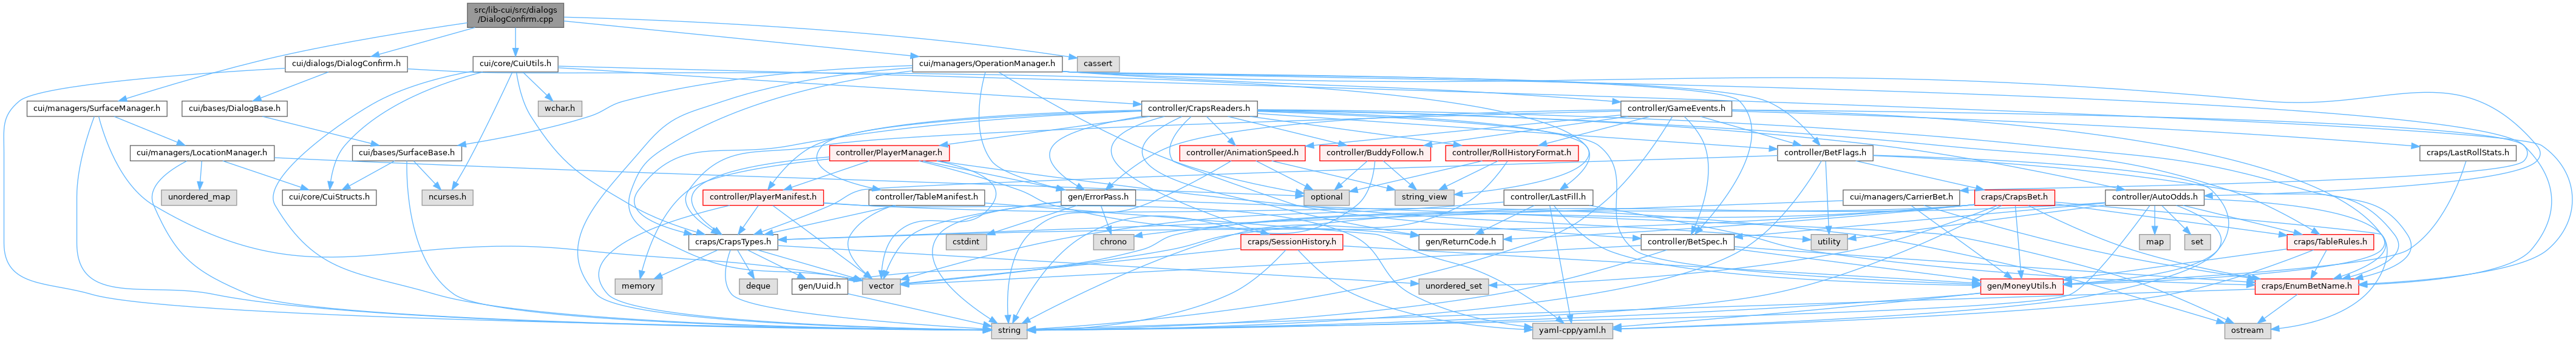 src/lib-cui/src/dialogs
/DialogConfirm.cpp
cui/dialogs/DialogConfirm.h
cui/core/CuiUtils.h
cui/managers/OperationManager.h
cassert
cui/managers/SurfaceManager.h
cui/bases/DialogBase.h
wchar.h
controller/CrapsReaders.h
controller/GameEvents.h
cui/managers/LocationManager.h
cui/bases/SurfaceBase.h
controller/PlayerManager.h
controller/AnimationSpeed.h
controller/BuddyFollow.h
controller/RollHistoryFormat.h
controller/BetFlags.h
craps/LastRollStats.h
unordered_map
cui/core/CuiStructs.h
ncurses.h
controller/PlayerManifest.h
controller/TableManifest.h
gen/ErrorPass.h
optional
string_view
controller/LastFill.h
cui/managers/CarrierBet.h
craps/CrapsBet.h
controller/AutoOdds.h
craps/CrapsTypes.h
cstdint
chrono
craps/SessionHistory.h
gen/ReturnCode.h
controller/BetSpec.h
utility
map
set
craps/TableRules.h
memory
deque
gen/Uuid.h
vector
unordered_set
gen/MoneyUtils.h
craps/EnumBetName.h
string
yaml-cpp/yaml.h
ostream